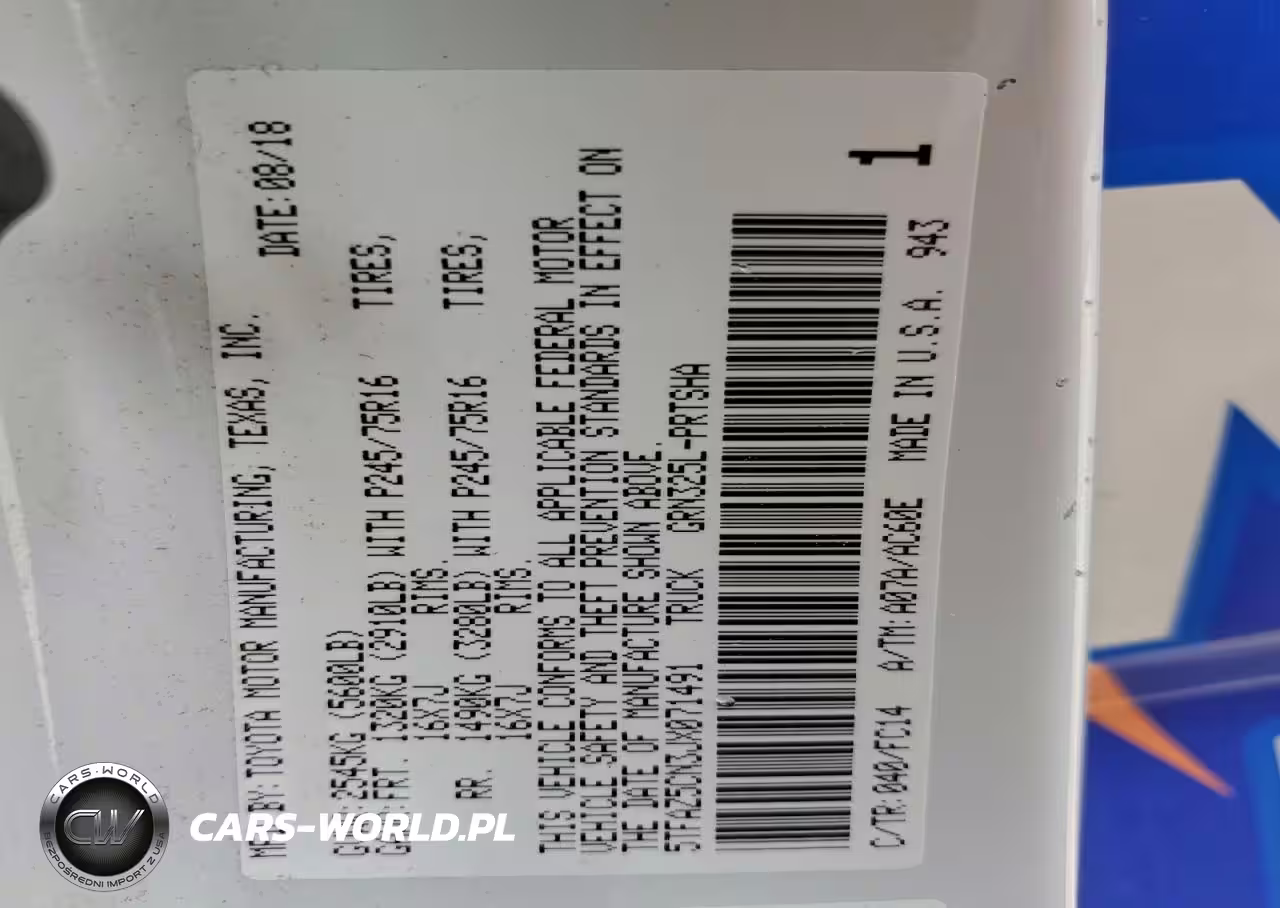 MFD BY: TOYOTA MOTOR MANUFACTURING, TEXAS, INC.
DATE: 08/18
2545KG (5600LB)
FRT. 1320KG (2910LB) WITH P245/75R16 TIRES,
16X7J RIMS.
RR. 1490KG (3280LB) WITH P245/75R16 TIRES,
16X7J RIMS.
THIS VEHICLE CONFORMS TO ALL APPLICABLE FEDERAL MOTOR
VEHICLE SAFETY AND THEFT PREVENTION STANDARDS IN EFFECT ON
THE DATE OF MANUFACTURE SHOWN ABOVE.
5TFAZ5CN3JX071491 TRUCK GRN325L-PRTSHA
1
C/TR: 040/FC14 A/TM: A07A/AC60E MADE IN U.S.A. 943
CARS-WORLD
CW
BEZPOŚREDNI IMPORT Z USA
CARS-WORLD.PL